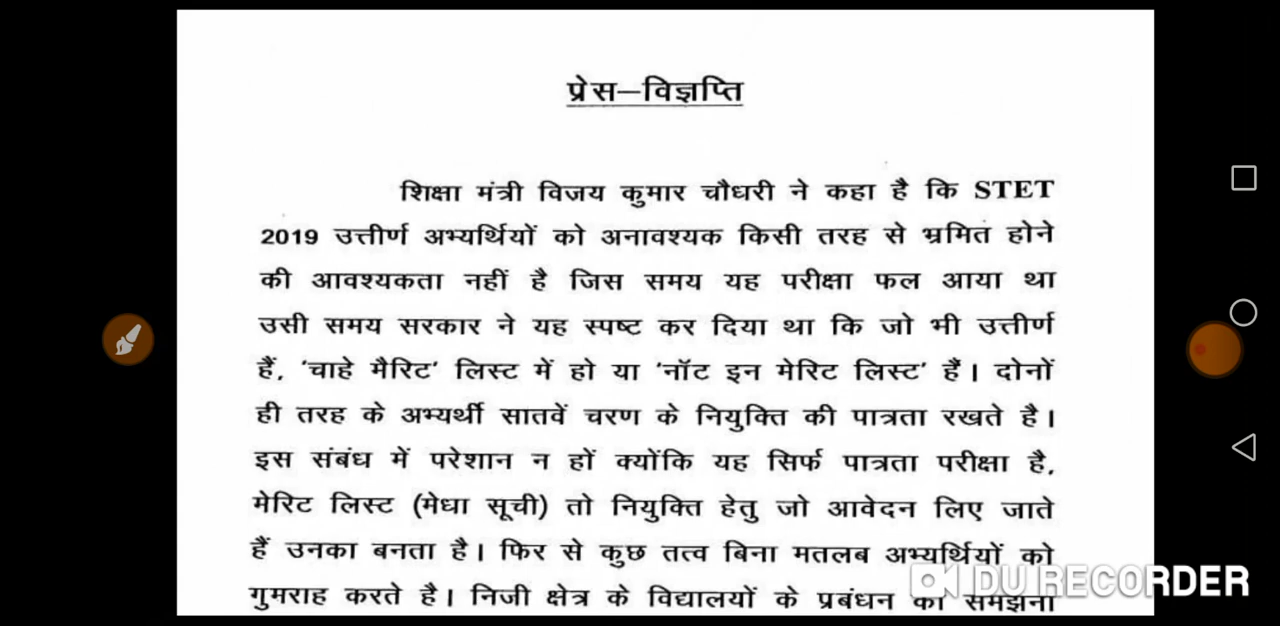 प्रेस–विज्ञप्ति
शिक्षा मंत्री विजय कुमार चौधरी ने कहा है कि STET
2019 उत्तीर्ण अभ्यर्थियों को अनावश्यक किसी तरह से भ्रमित होने
की आवश्यकता नहीं है जिस समय यह परीक्षा फल आया था
उसी समय सरकार ने यह स्पष्ट कर दिया था कि जो भी उत्तीर्ण
हैं, 'चाहे मैरिट' लिस्ट में हो या 'नॉट इन मेरिट लिस्ट' हैं। दोनों
ही तरह के अभ्यर्थी सातवें चरण के नियुक्ति की पात्रता रखते है।
इस संबंध में परेशान न हों क्योंकि यह सिर्फ पात्रता परीक्षा है,
मेरिट लिस्ट (मेधा सूची) तो नियुक्ति हेतु जो आवेदन लिए जाते
हैं उनका बनता है। फिर से कुछ तत्व बिना मतलब अभ्यर्थियों को
गुमराह करते है। निजी क्षेत्र के विद्यालयों के प्रबंधन को समझना
DU RECORDER